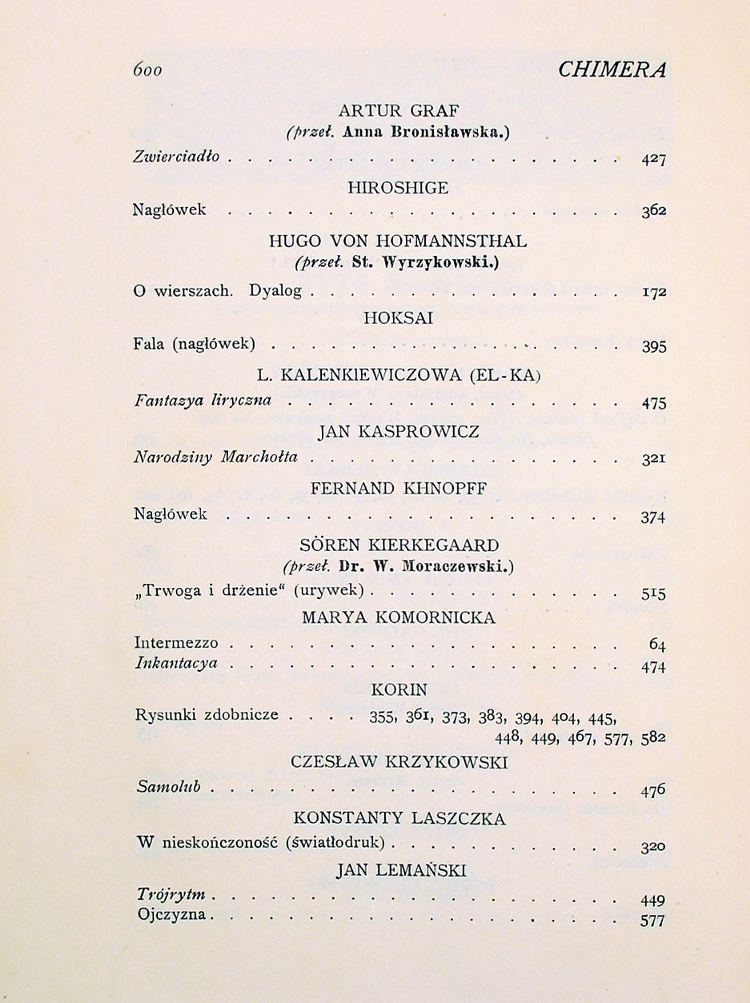 600 CHIMERA
ARTUR GRAF
(przeł. Anna Bronisławska.)
Zwierciadło . . . . . . . . . . . . . . . . . . . . 427
HIROSHIGE
Nagłówek . . . . . . . . . . . . . . . . . . . . 362
HUGO VON HOFMANNSTHAL
(przeł. St. Wyrzykowski.)
O wierszach. Dyalog . . . . . . . . . . . . . . . . 172
HOKSAI
Fala (nagłówek) . . . . . . . . . . . . . . . . . . 395
L. KALENKIEWICZOWA (EL-KA)
Fantazya liryczna . . . . . . . . . . . . . . . . . 475
JAN KASPROWICZ
Narodziny Marchołta . . . . . . . . . . . . . . . . 321
FERNAND KHNOPFF
Nagłówek . . . . . . . . . . . . . . . . . . . . 374
SÖREN KIERKEGAARD
(przeł. Dr. W. Moraczewski.)
„Trwoga i drżenie“ (urywek) . . . . . . . . . . . . . 515
MARYA KOMORNICKA
Intermezzo . . . . . . . . . . . . . . . . . . . . 64
Inkantacya . . . . . . . . . . . . . . . . . . . . 474
KORIN
Rysunki zdobnicze . . . . 355, 361, 373, 383, 394, 404, 445,
448, 449, 467, 577, 582
CZESŁAW KRZYKOWSKI
Samolub . . . . . . . . . . . . . . . . . . . . . 476
KONSTANTY LASZCZKA
W nieskończoność (światłodruk) . . . . . . . . . . . . 320
JAN LEMAŃSKI
Trójrytm . . . . . . . . . . . . . . . . . . . . . 449
Ojczyzna . . . . . . . . . . . . . . . . . . . . . 577